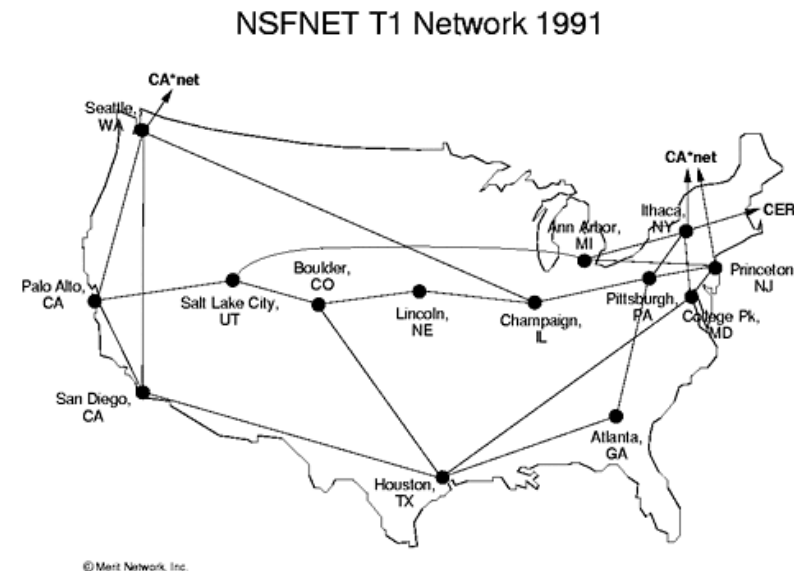 NSFNET T1 Network 1991
CA*net
Seattle,
WA
CA*net
Ithaca,
NY
CER
Ann Arbor,
MI
Boulder,
CO
Palo Alto,
CA
Salt Lake City,
UT
Lincoln,
NE
Champaign,
IL
Pittsburgh,
PA
Princeton
NJ
College Pk,
MD
San Diego,
CA
Atlanta,
GA
Houston,
TX
© Merit Network, Inc.